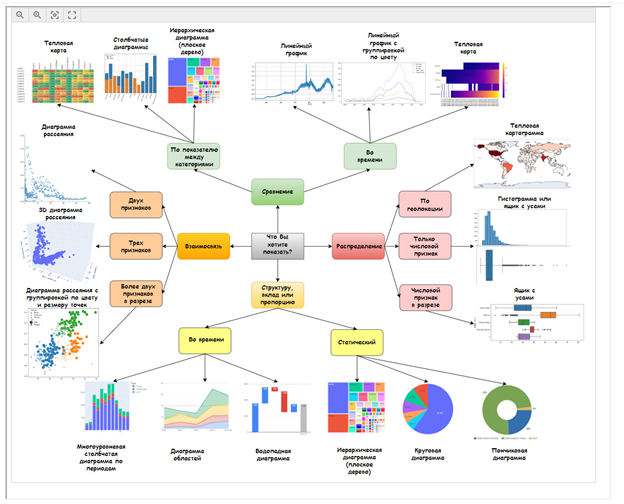 Тепловая
карта
Столбчатые
диаграммы
Иерархическая
диаграмма
(плоское
дерево)
Линейный
график
Линейный
график с
группировкой
по цвету
Тепловая
карта
Диаграмма
рассеяния
По показателю
между
категориями
Во
времени
Тепловая
картограмма
Сравнение
Двух
признаков
По
геолокации
Гистограмма или
ящик с усами
3D диаграмма
рассеяния
Трех
признаков
Взаимосвязь
Что Вы
хотите
показать?
Распределение
Только
числовой
признак
Диаграмма рассеяния с
группировкой по цвету
и размеру точек
Более двух
признаков
в разрезе
Структуру,
вклад или
пропорцию
Числовой
признак
в разрезе
Ящик с
усами
Во времени
Статический
Многоуровневая
столбчатая
диаграмма по
периодам
Диаграмма
областей
Водопадная
диаграмма
Иерархическая
диаграмма
(плоское
дерево)
Круговая
диаграмма
Пончиковая
диаграмма